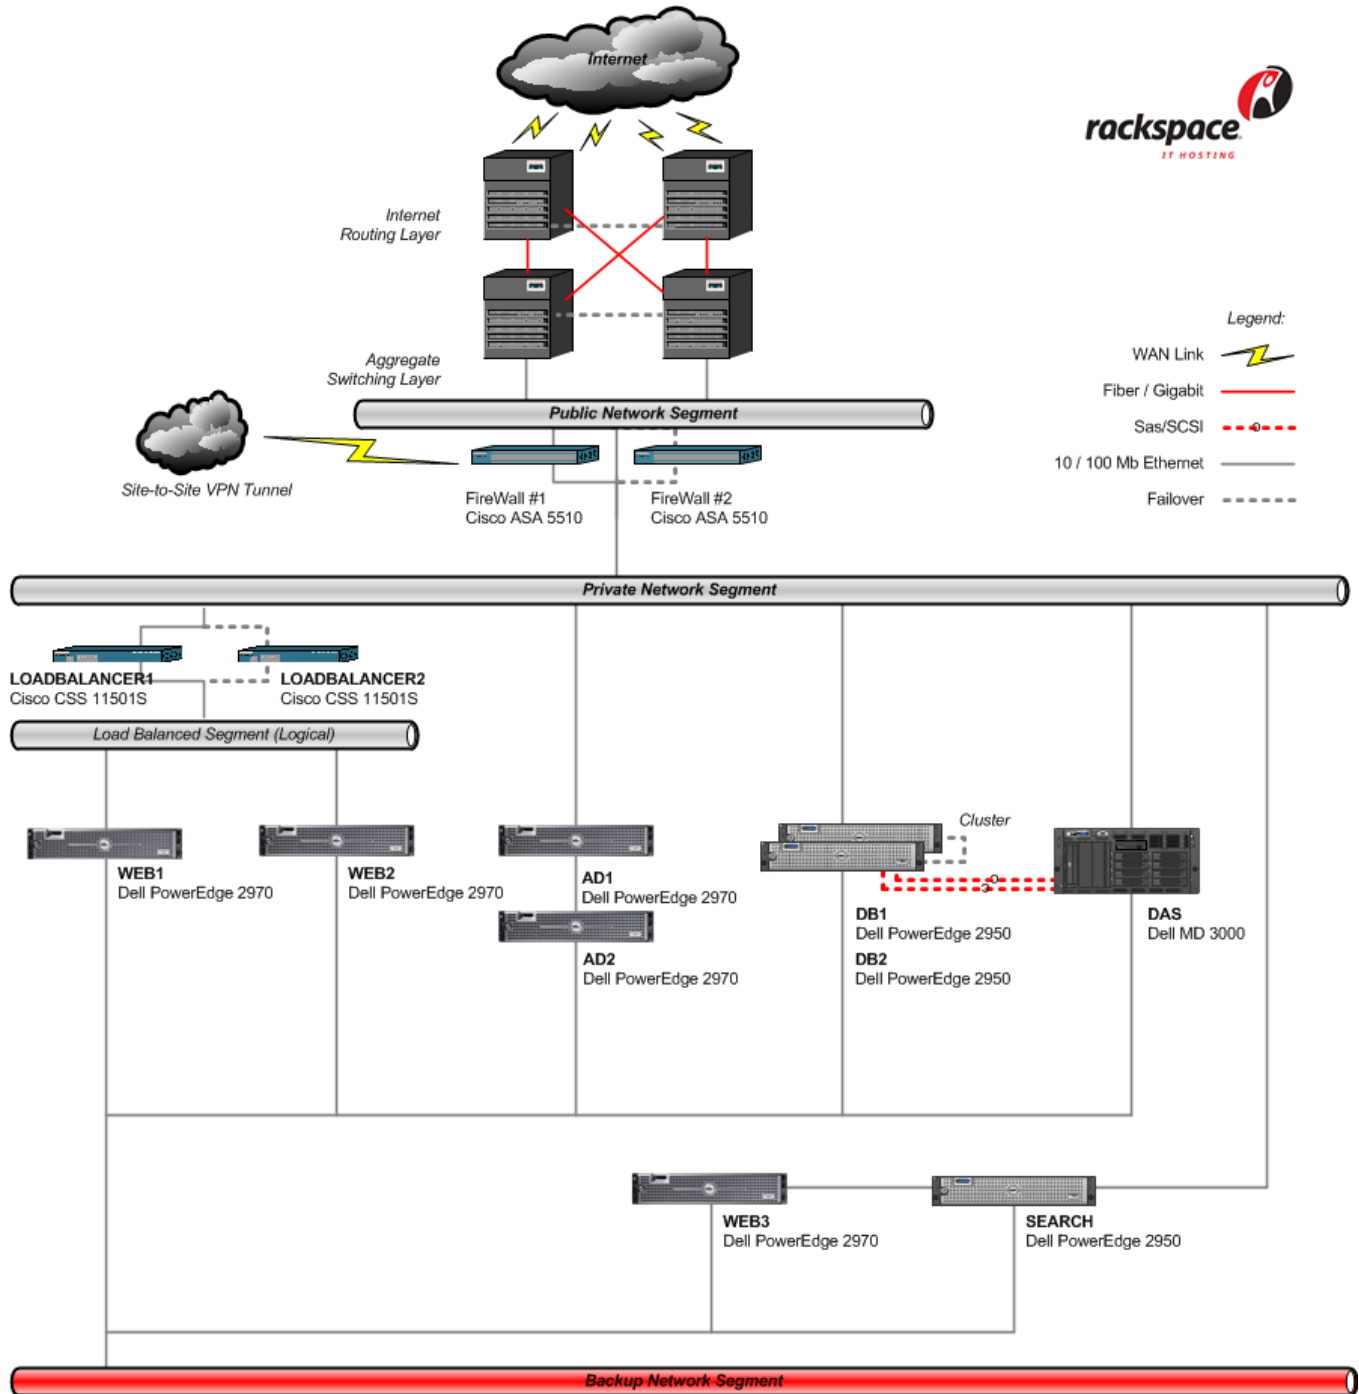 Internet
rackspace
IT HOSTING
Internet
Routing Layer
Legend:
WAN Link
Fiber / Gigabit
Sas/SCSI
10 / 100 Mb Ethernet
Failover
Aggregate
Switching Layer
Public Network Segment
Site-to-Site VPN Tunnel
FireWall #1
Cisco ASA 5510
FireWall #2
Cisco ASA 5510
Private Network Segment
LOADBALANCER1
Cisco CSS 11501S
LOADBALANCER2
Cisco CSS 11501S
Load Balanced Segment (Logical)
WEB1
Dell PowerEdge 2970
WEB2
Dell PowerEdge 2970
AD1
Dell PowerEdge 2970
AD2
Dell PowerEdge 2970
Cluster
DB1
Dell PowerEdge 2950
DB2
Dell PowerEdge 2950
DAS
Dell MD 3000
WEB3
Dell PowerEdge 2970
SEARCH
Dell PowerEdge 2950
Backup Network Segment